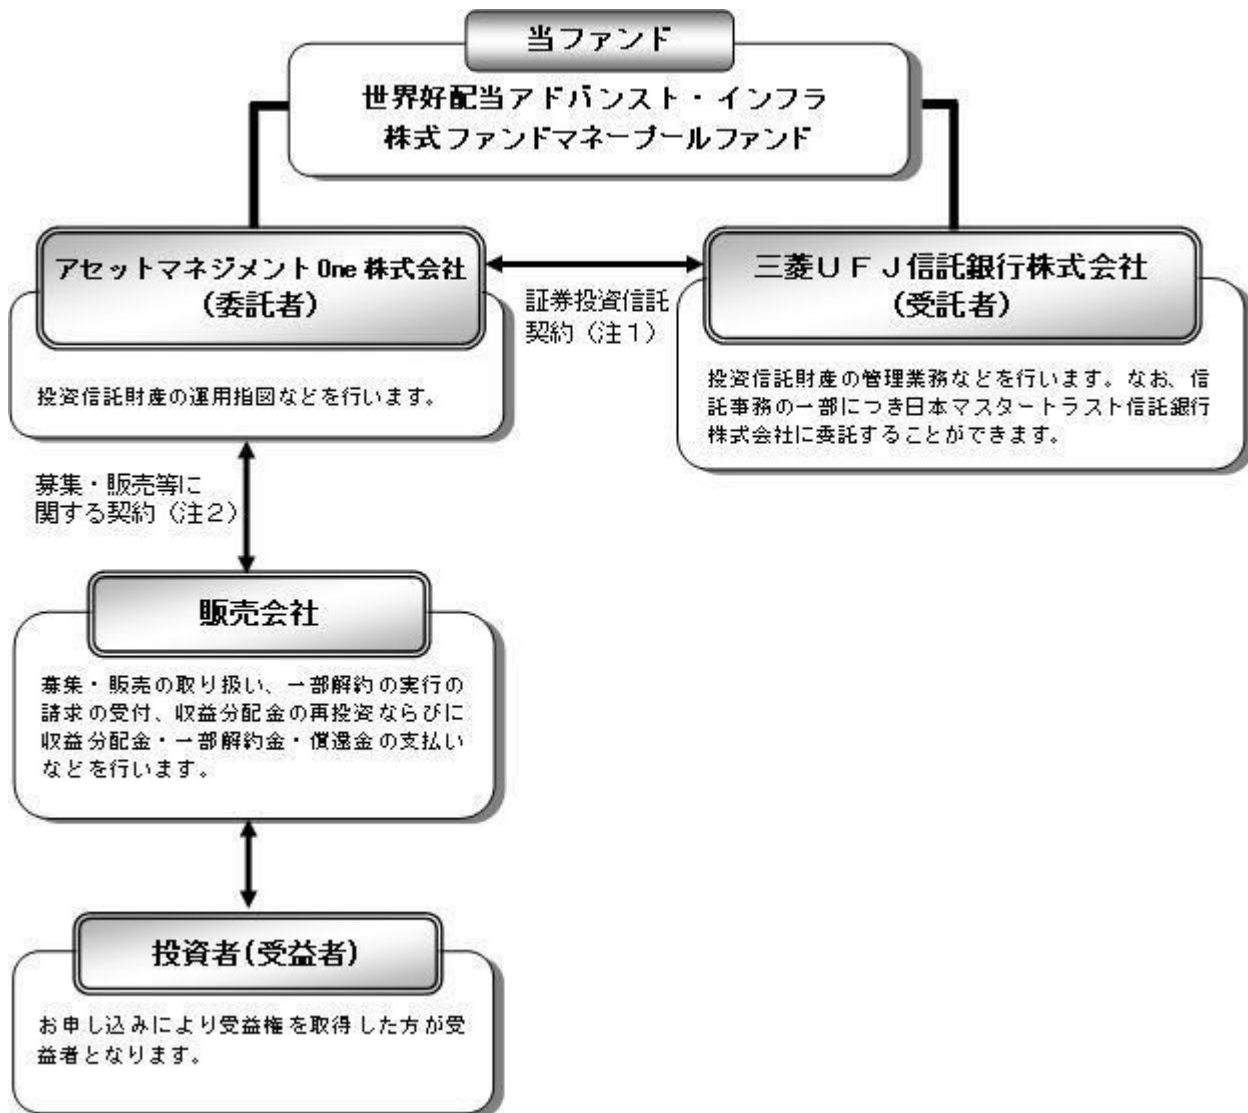 当ファンド
世界好配当アドバンスト・インフラ
株式ファンドマネープールファンド
アセットマネジメントOne 株式会社
(委託者)
投資信託財産の運用指図などを行います。
証券投資信託
契約（注１）
三菱ＵＦＪ信託銀行株式会社
(受託者)
投資信託財産の管理業務などを行います。なお、信
託事務の一部につき日本マスタートラスト信託銀行
株式会社に委託することができます。
募集・販売等に
関する契約（注２）
販売会社
募集・販売の取り扱い、一部解約の実行の
請求の受付、収益分配金の再投資ならびに
収益分配金・一部解約金・償還金の支払い
などを行います。
投資者(受益者)
お申し込みにより受益権を取得した方が受
益者となります。